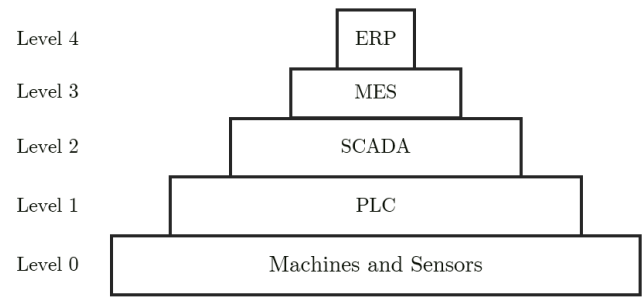 Level 4 ERP
Level 3 MES
Level 2 SCADA
Level 1 PLC
Level 0 Machines and Sensors